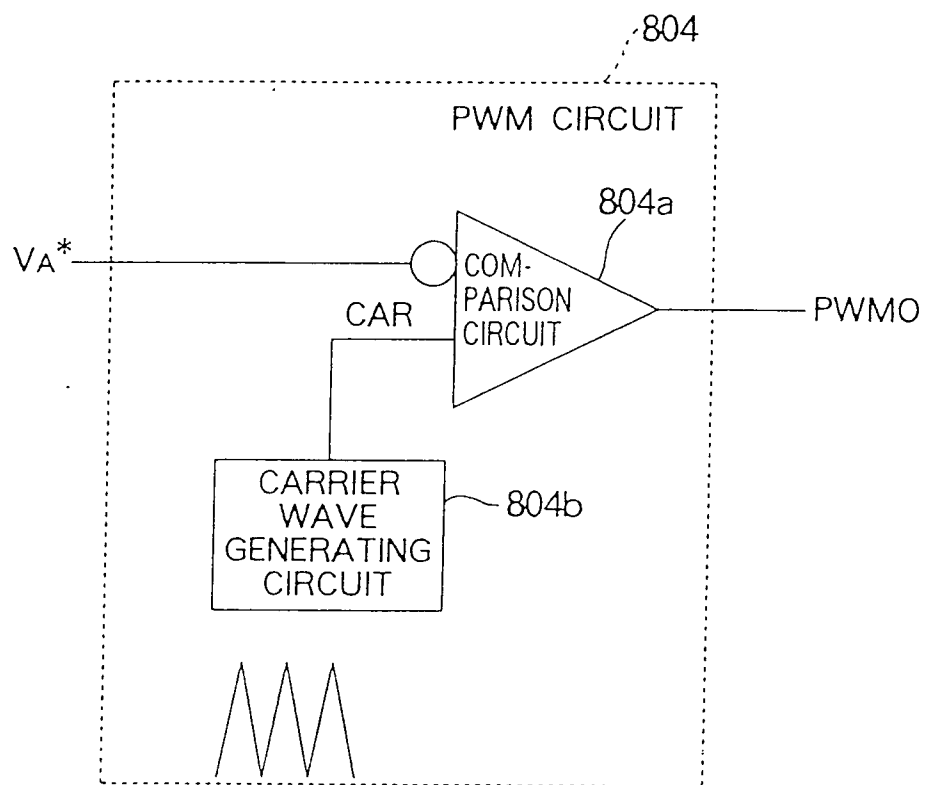 804
PWM CIRCUIT
804a
VA*
COM-
PARISON
CIRCUIT
CAR
PWMO
CARRIER
WAVE
GENERATING
CIRCUIT
804b